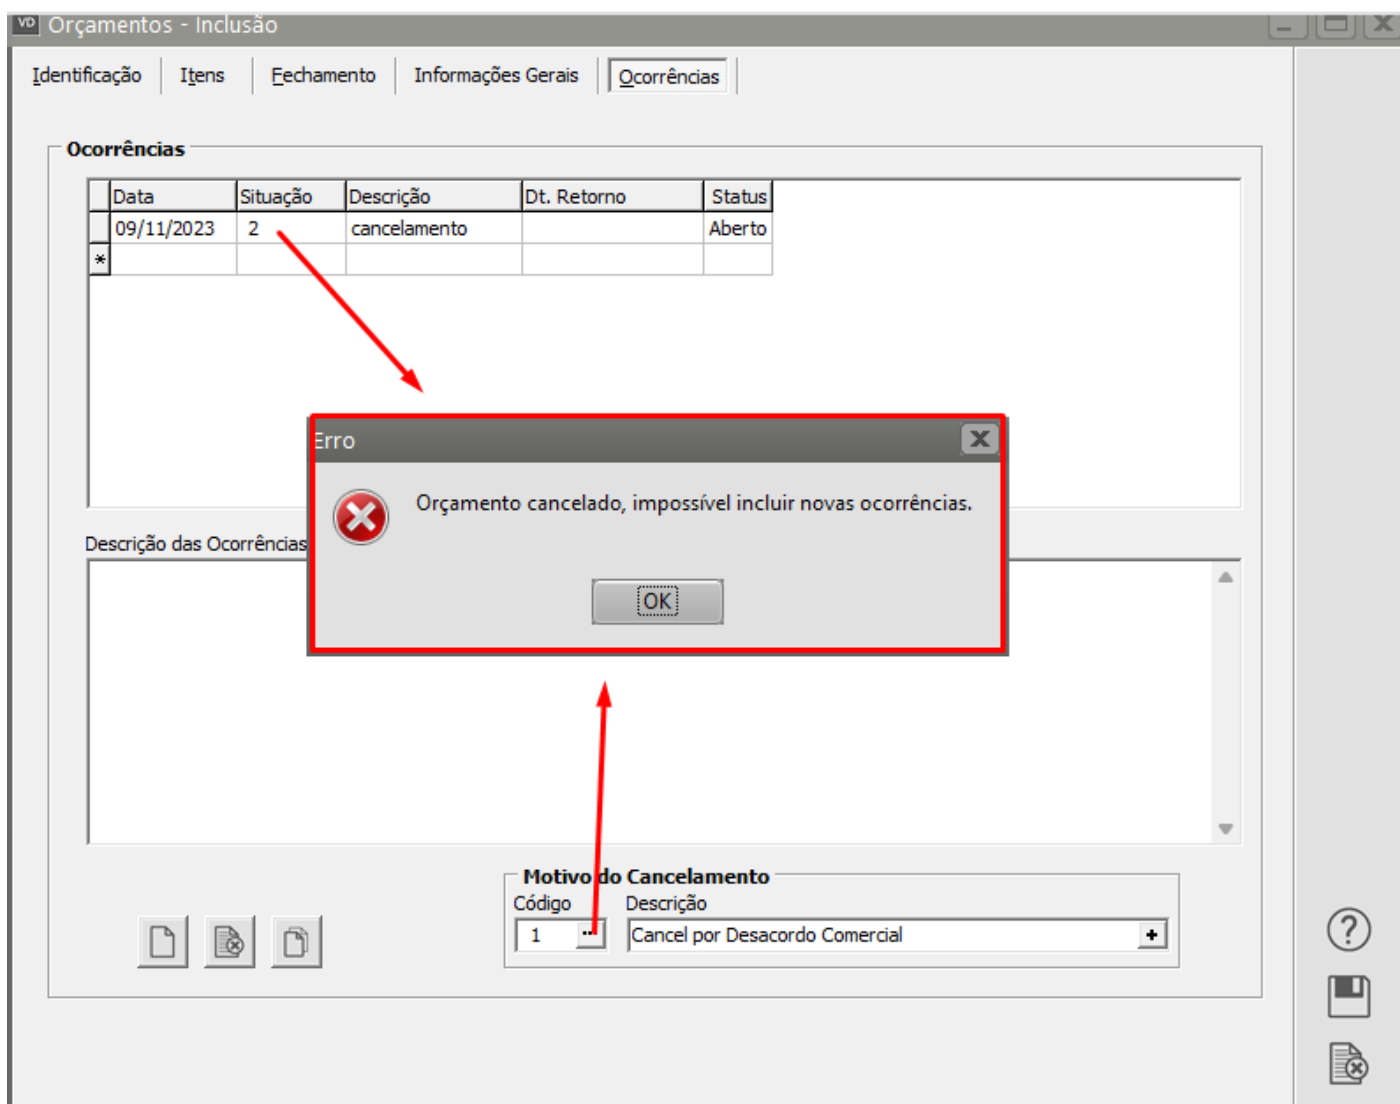 VD Orçamentos - Inclusão
Identificação Itens Fechamento Informações Gerais Ocorrências
Ocorrências
Data Situação Descrição Dt. Retorno Status
09/11/2023 2 cancelamento Aberto
*
Erro
Orçamento cancelado, impossível incluir novas ocorrências.
OK
Descrição das Ocorrências
Motivo do Cancelamento
Código Descrição
1 ... Cancel por Desacordo Comercial +